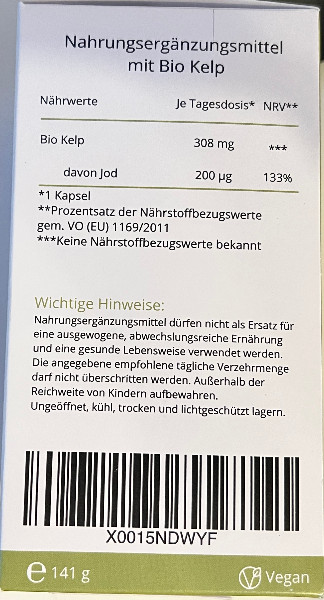 Nahrungsergänzungsmittel
mit Bio Kelp
Nährwerte Je Tagesdosis* NRV**
Bio Kelp 308 mg ***
davon Jod 200 µg 133%
*1 Kapsel
**Prozentsatz der Nährstoffbezugswerte
gem. VO (EU) 1169/2011
***Keine Nährstoffbezugswerte bekannt
Wichtige Hinweise:
Nahrungsergänzungsmittel dürfen nicht als Ersatz für
eine ausgewogene, abwechslungsreiche Ernährung
und eine gesunde Lebensweise verwendet werden.
Die angegebene empfohlene tägliche Verzehrmenge
darf nicht überschritten werden. Außerhalb der
Reichweite von Kindern aufbewahren.
Ungeöffnet, kühl, trocken und lichtgeschützt lagern.
X0015NDWYF
℮ 141 g Vegan